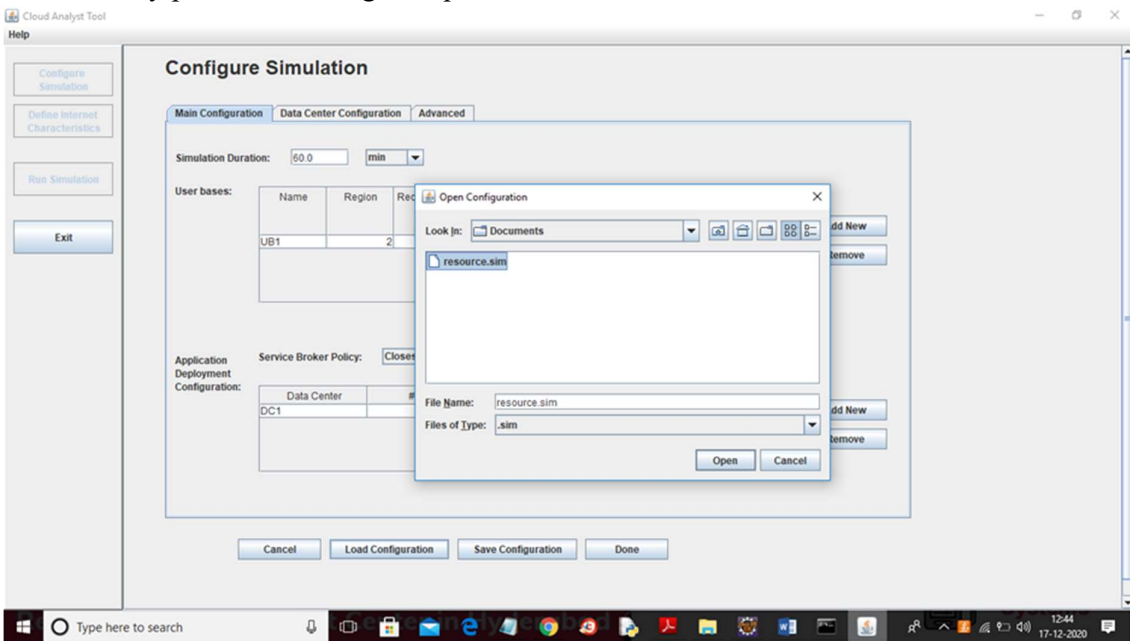 Cloud Analyst Tool
Help
Configure Simulation
Configure
Simulation
Define Internet
Characteristics
Run Simulation
Exit
Main Configuration Data Center Configuration Advanced
Simulation Duration: 60.0 min
User bases:
Name Region
UB1 2
Add New
Remove
Application
Deployment
Configuration:
Service Broker Policy: Closes
Data Center #
DC1
dd New
emove
Open Configuration
Look In: Documents
resource.sim
File Name: resource.sim
Files of Type: .sim
Open Cancel
Cancel Load Configuration Save Configuration Done
Type here to search
12:44
17-12-2020